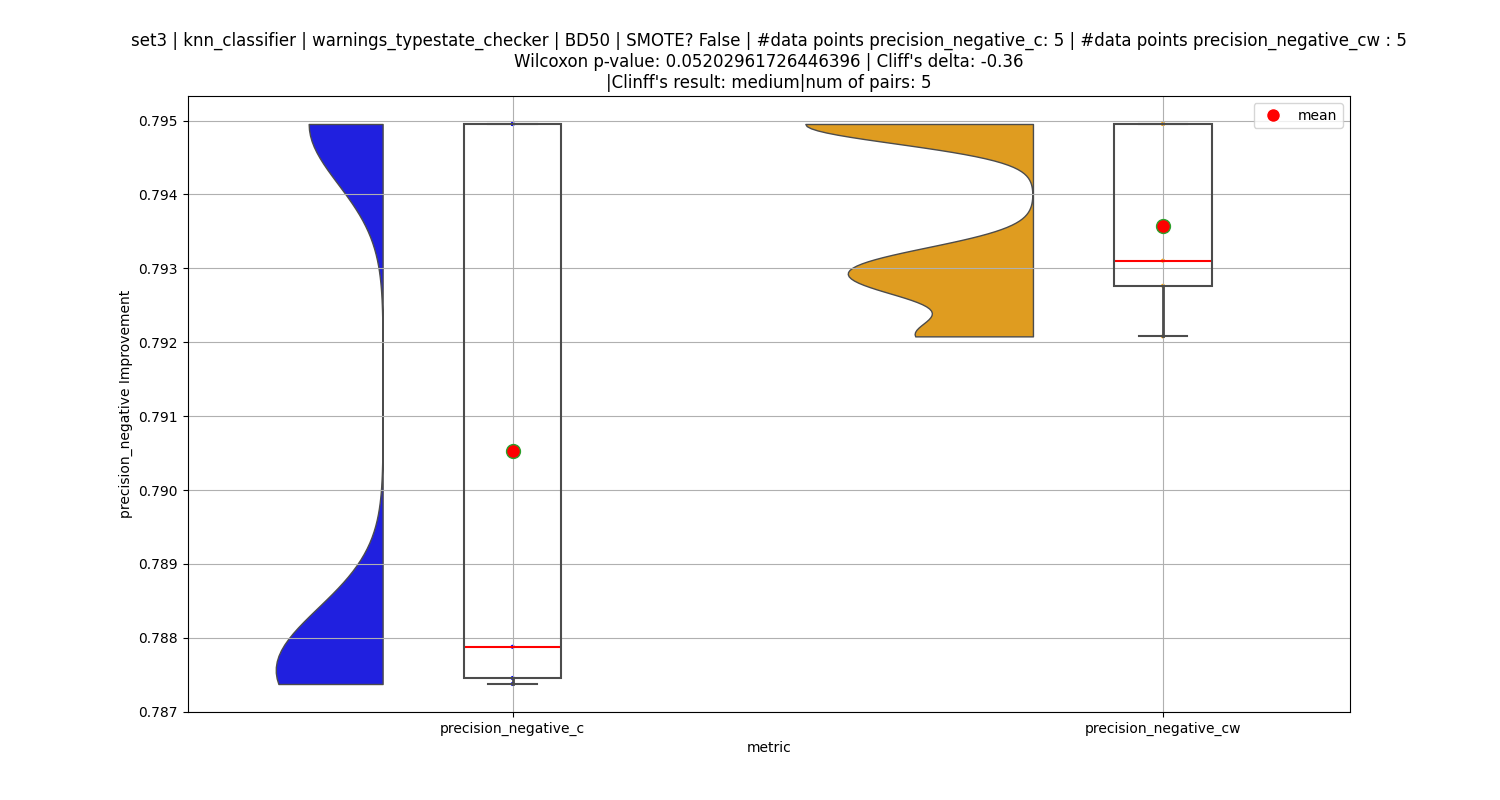 set3 | knn_classifier | warnings_typestate_checker | BD50 | SMOTE? False | #data points precision_negative_c: 5 | #data points precision_negative_cw : 5
Wilcoxon p-value: 0.05202961726446396 | Cliff's delta: -0.36
|Clinff's result: medium|num of pairs: 5
mean
0.795
0.794
0.793
0.792
0.791
0.790
0.789
0.788
0.787
precision_negative Improvement
precision_negative_c
precision_negative_cw
metric